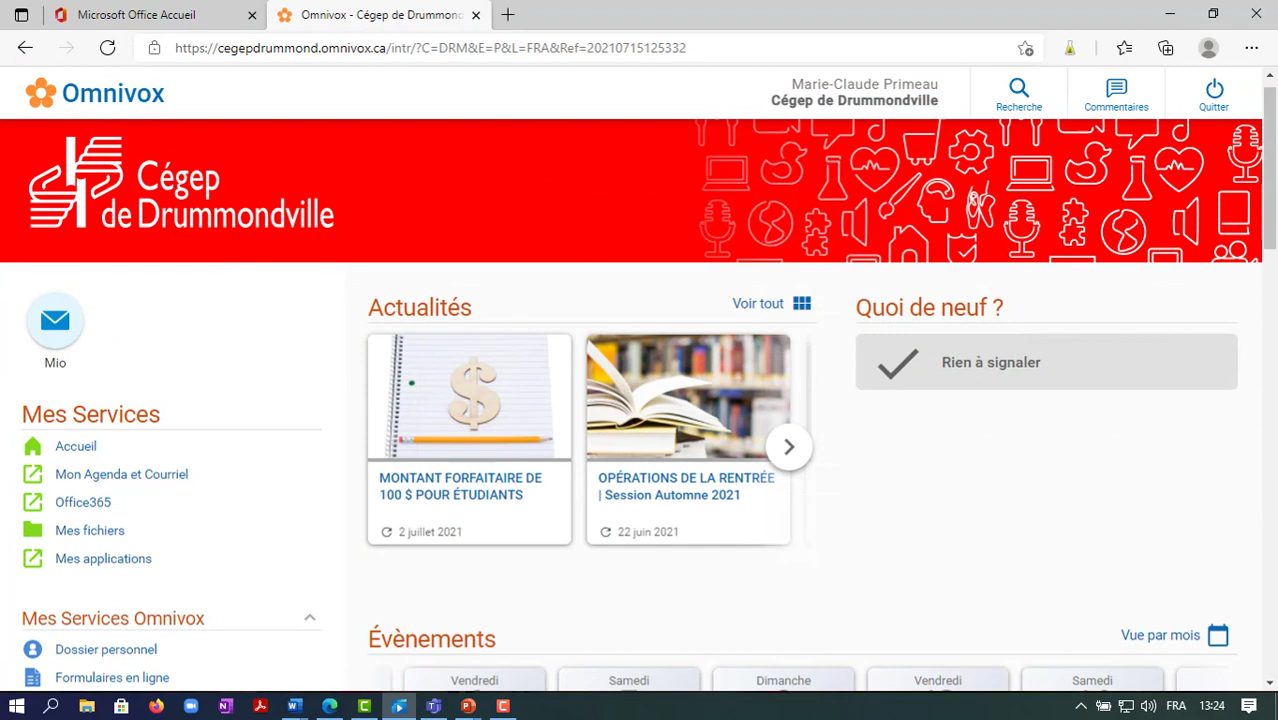 Microsoft Office Accueil
Omnivox - Cégep de Drummond
https://cegepdrummond.omnivox.ca/intr/?C=DRM&E=P&L=FRA&Ref=20210715125332
Omnivox
Marie-Claude Primeau
Cégep de Drummondville
Recherche
Commentaires
Quitter
Cégep
de Drummondville
Mio
Mes Services
Accueil
Mon Agenda et Courriel
Office365
Mes fichiers
Mes applications
Mes Services Omnivox
Dossier personnel
Formulaires en ligne
Actualités
Voir tout
MONTANT FORFAITAIRE DE
100 $ POUR ÉTUDIANTS
2 juillet 2021
OPÉRATIONS DE LA RENTRÉE
| Session Automne 2021
22 juin 2021
Quoi de neuf ?
Rien à signaler
Évènements
Vue par mois
Vendredi
Samedi
Dimanche
Vendredi
Samedi
FRA
13:24